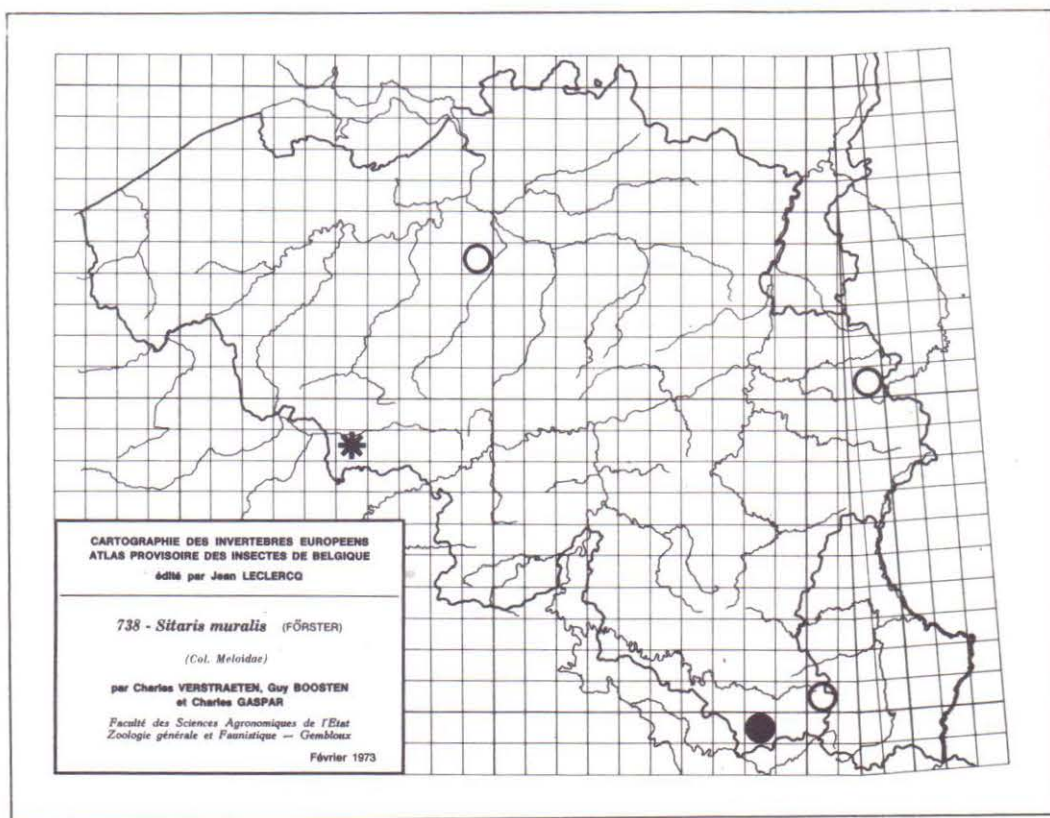 CARTOGRAPHIE DES INVERTEBRES EUROPEENS
ATLAS PROVISOIRE DES INSECTES DE BELGIQUE
édité par Jean LECLERCQ
738 - Sitaris muralis (FÖRSTER)
(Col. Meloidae)
par Charles VERSTRAETEN, Guy BOOSTEN
et Charles GASPAR
Faculté des Sciences Agronomiques de l'Etat
Zoologie générale et Faunistique — Gembloux
Février 1973